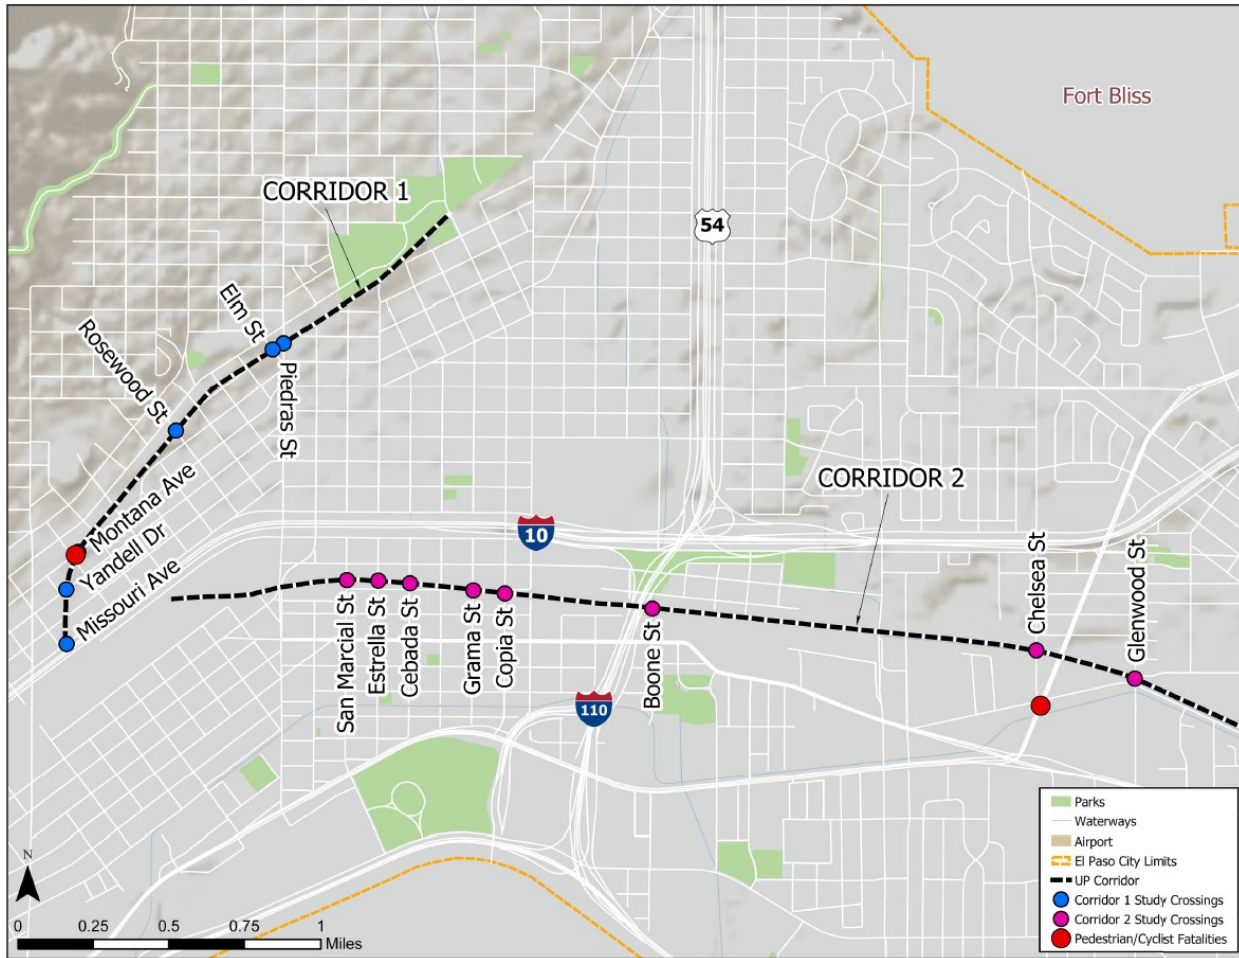 Fort Bliss
CORRIDOR 1
54
Elm St
Rosewood St
Piedras St
CORRIDOR 2
Montana Ave
10
Yandell Dr
Chelsea St
Missouri Ave
Glenwood St
San Marcial St
Estrella St
Cebada St
Grama St
Copia St
Boone St
110
Parks
Waterways
Airport
El Paso City Limits
UP Corridor
Corridor 1 Study Crossings
Corridor 2 Study Crossings
Pedestrian/Cyclist Fatalities
N
0 0.25 0.5 0.75 1
Miles